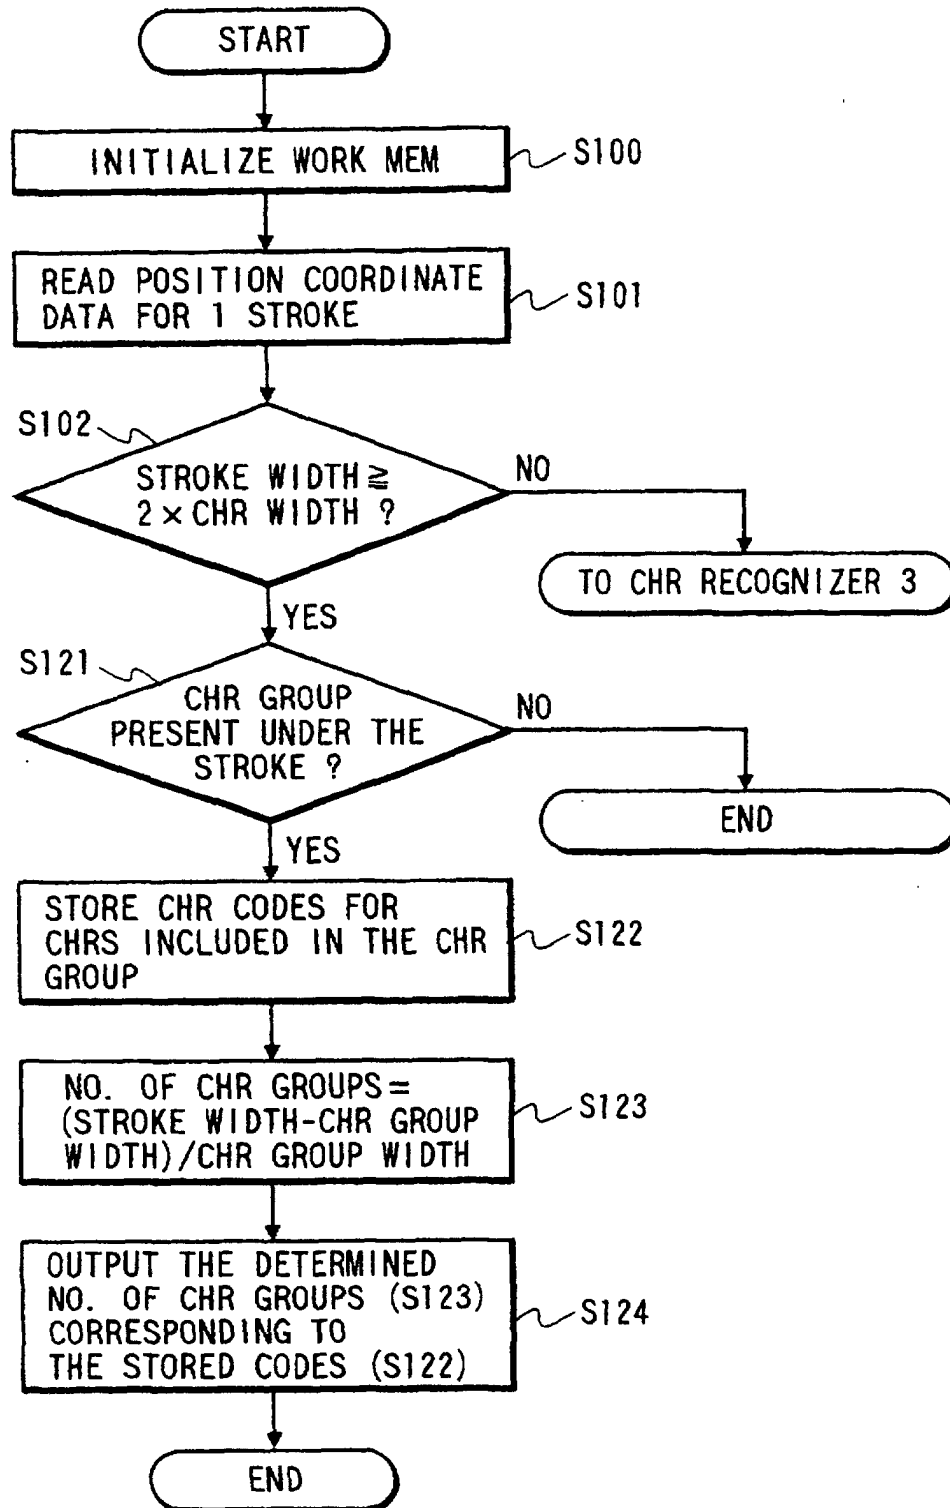 START
INITIALIZE WORK MEM
S100
READ POSITION COORDINATE
DATA FOR 1 STROKE
S101
S102
STROKE WIDTH ≧
2 × CHR WIDTH ?
NO
TO CHR RECOGNIZER 3
YES
S121
CHR GROUP
PRESENT UNDER THE
STROKE ?
NO
END
YES
STORE CHR CODES FOR
CHRS INCLUDED IN THE CHR
GROUP
S122
NO. OF CHR GROUPS=
(STROKE WIDTH-CHR GROUP
WIDTH)/CHR GROUP WIDTH
S123
OUTPUT THE DETERMINED
NO. OF CHR GROUPS (S123)
CORRESPONDING TO
THE STORED CODES (S122)
S124
END